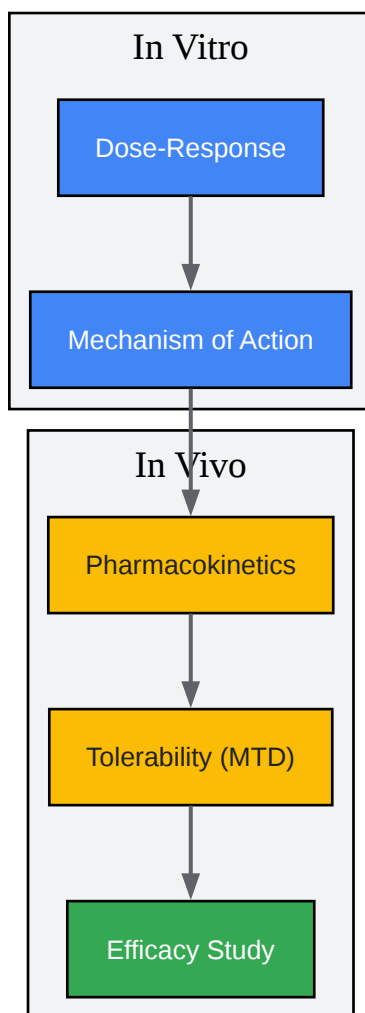 In Vitro
Dose-Response
Mechanism of Action
In Vivo
Pharmacokinetics
Tolerability (MTD)
Efficacy Study